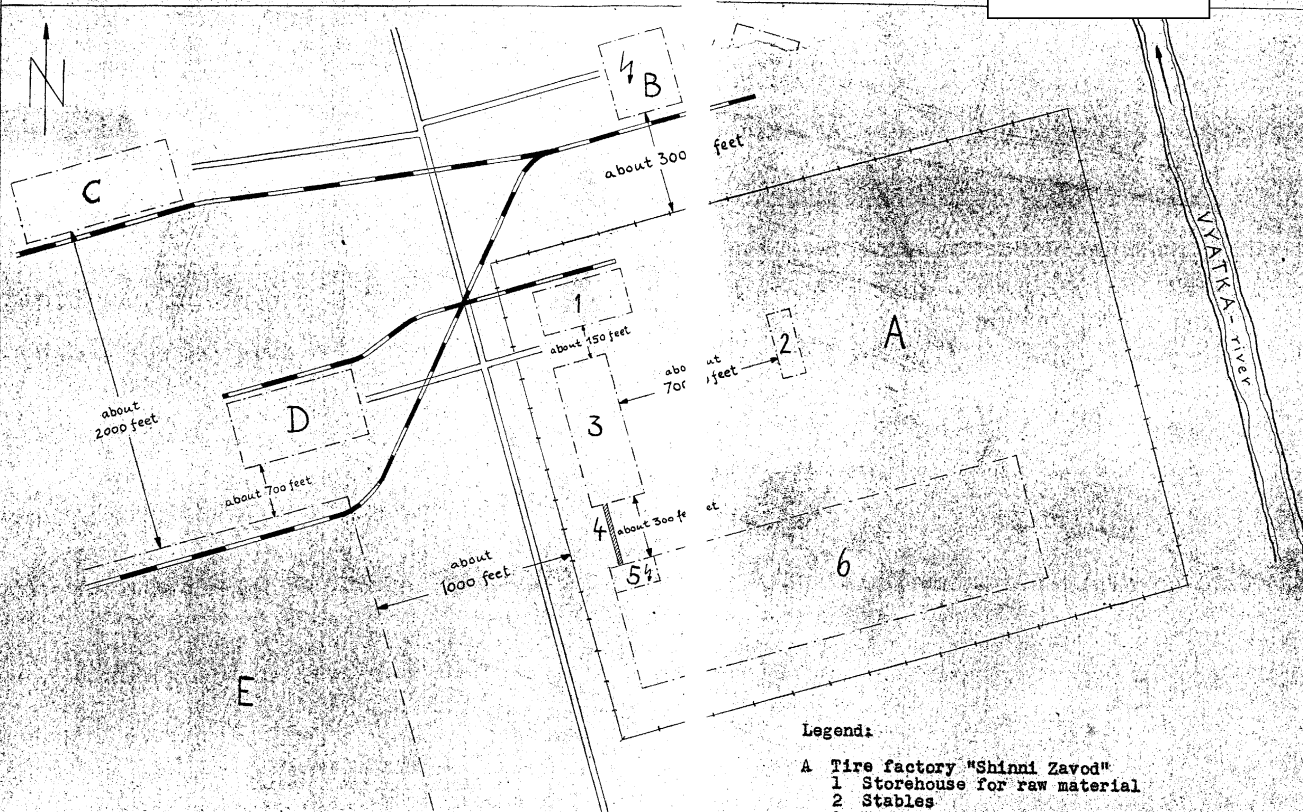 N
B
C
about 300 feet
VYATKA-river
1
about 150 feet
2
A
about
700 feet
D
3
about
2000 feet
about 700 feet
4
about 300 feet
about
1000 feet
5
6
E
Legend:
A Tire factory "Shinni Zavod"
1 Storehouse for raw material
2 Stables